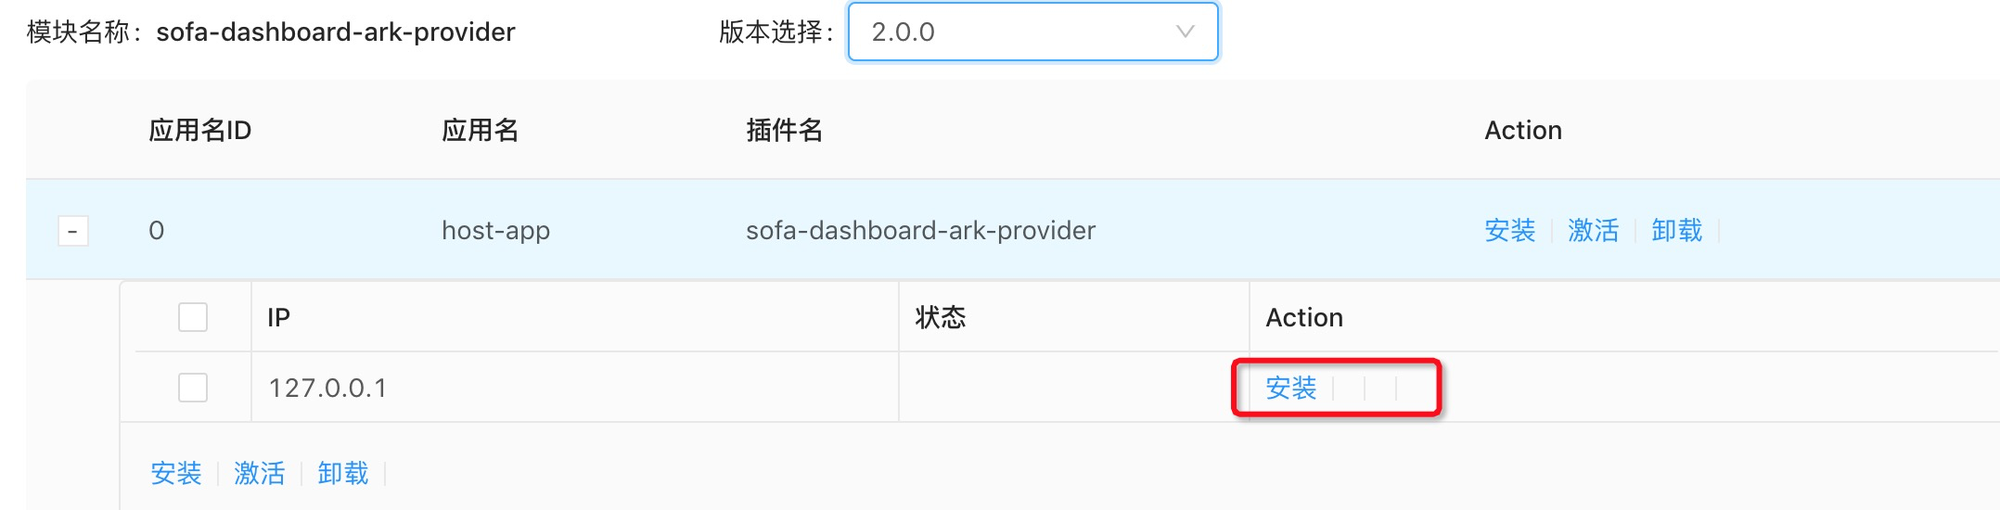 模块名称：sofa-dashboard-ark-provider 版本选择：2.0.0
应用名ID 应用名 插件名 Action
- 0 host-app sofa-dashboard-ark-provider 安装 激活 卸载
IP 状态 Action
127.0.0.1 安装
安装 激活 卸载